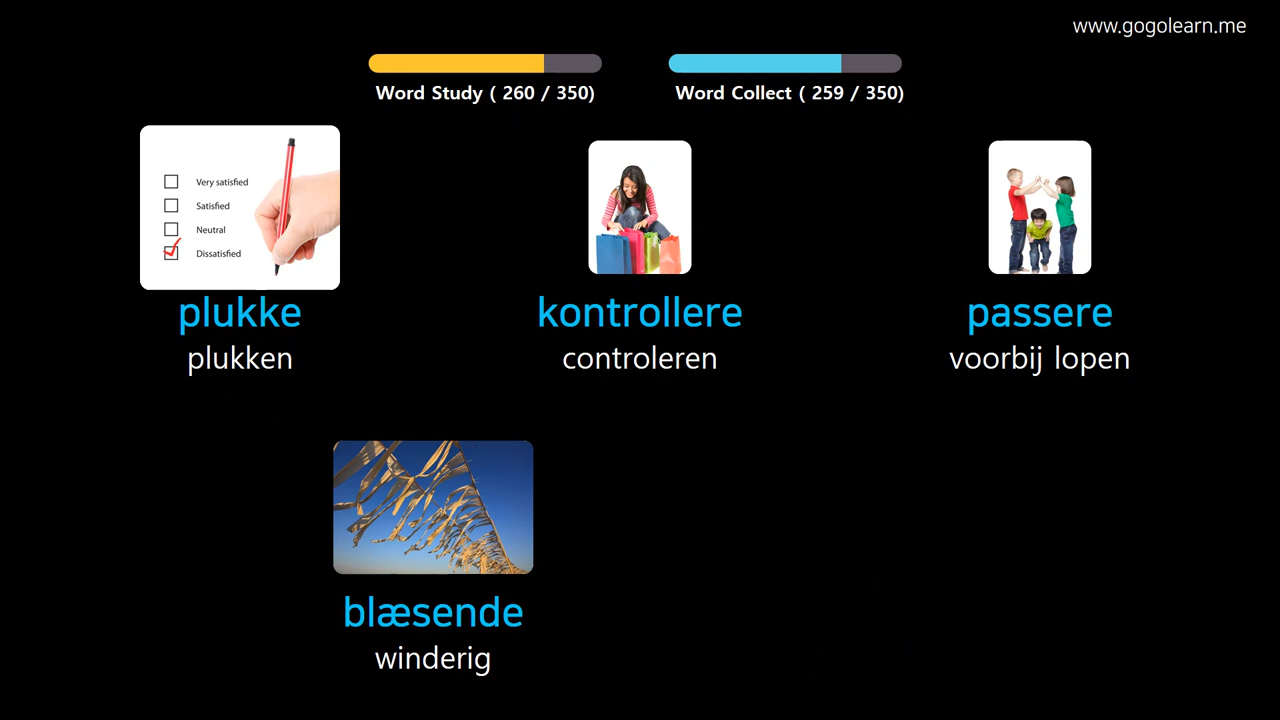 www.gogolearn.me
Word Study ( 260 / 350)
Word Collect ( 259 / 350)
Very satisfied
Satisfied
Neutral
Dissatisfied
plukke
kontrollere
passere
plukken
controleren
voorbij lopen
blæsende
winderig